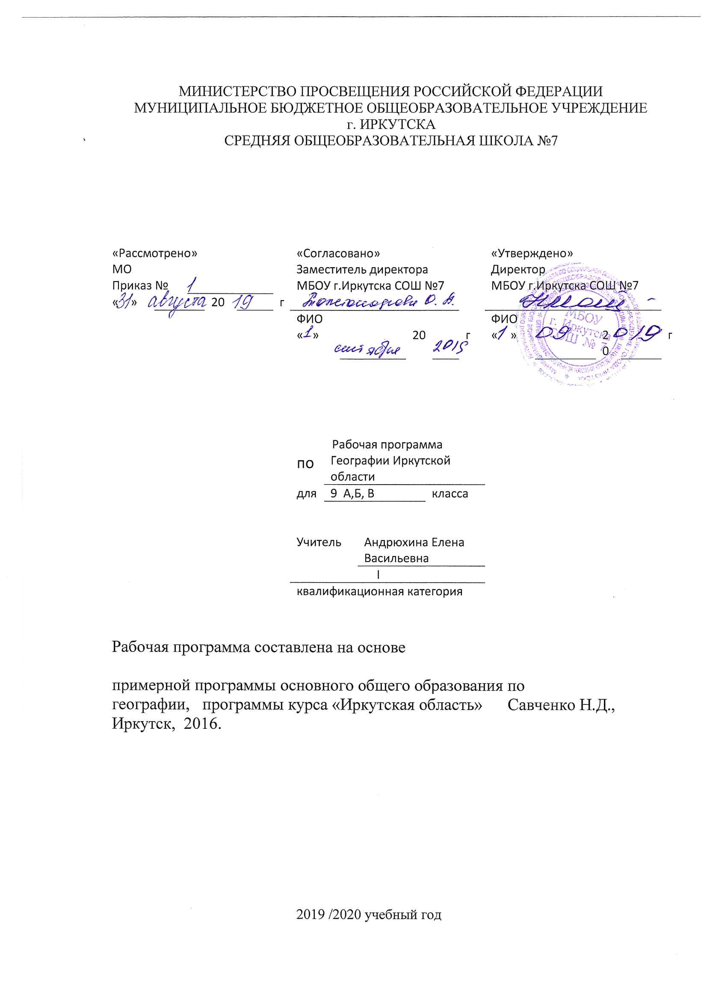 МИНИСТЕРСТВО ПРОСВЕЩЕНИЯ РОССИЙСКОЙ ФЕДЕРАЦИИ
МУНИЦИПАЛЬНОЕ БЮДЖЕТНОЕ ОБЩЕОБРАЗОВАТЕЛЬНОЕ УЧРЕЖДЕНИЕ
г. ИРКУТСКА
СРЕДНЯЯ ОБЩЕОБРАЗОВАТЕЛЬНАЯ ШКОЛА №7
«Рассмотрено»
МО
Приказ № 1
«31» августа 20 19 г
«Согласовано»
Заместитель директора
МБОУ г.Иркутска СОШ №7
О. А.
ФИО
«1» 20 г
сентября
«Утверждено»
Директор
МБОУ г.Иркутска СОШ №7
ФИО
«1» 09 2 019 г
0
МБОУ
г. Иркутска
СОШ № 7
Рабочая программа
по Географии Иркутской
области
для 9 А,Б, В класса
Учитель Андрюхина Елена
Васильевна
I
квалификационная категория
Рабочая программа составлена на основе
примерной программы основного общего образования по
географии, программы курса «Иркутская область» Савченко Н.Д.,
Иркутск, 2016.
2019 /2020 учебный год